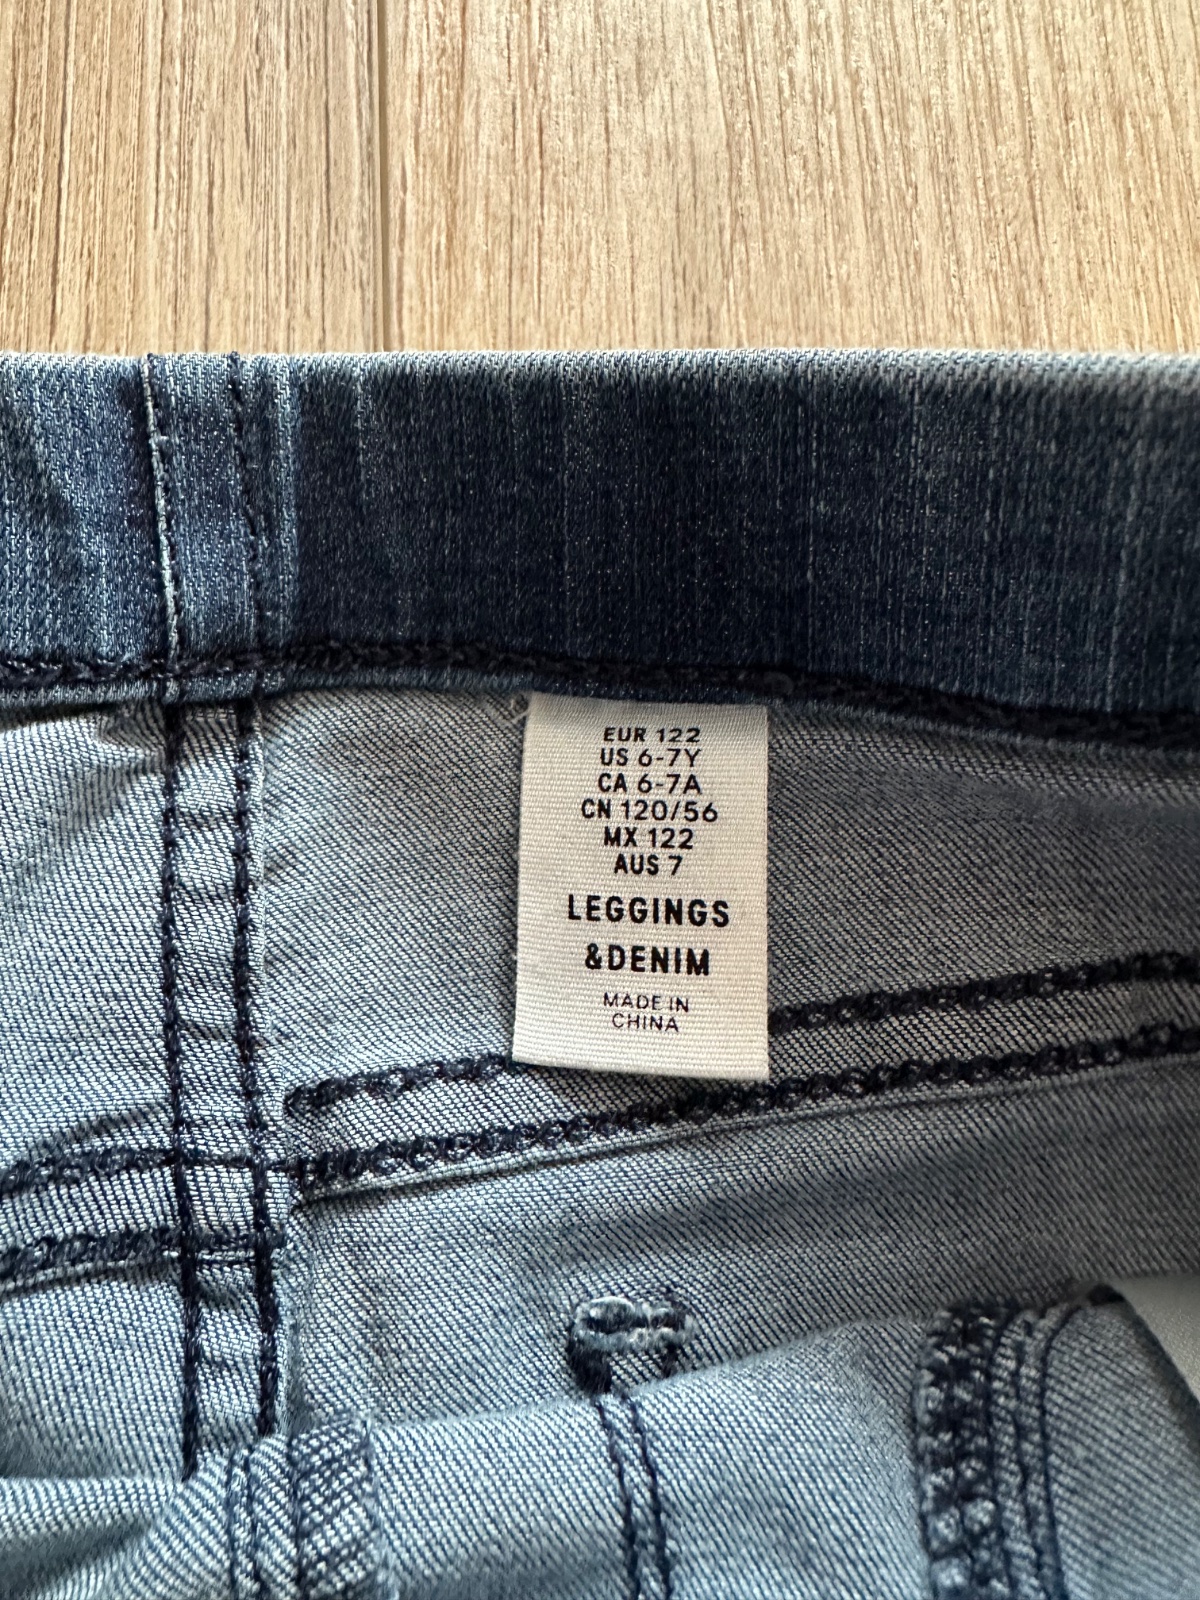 EUR 122
US 6-7Y
CA 6-7A
CN 120/56
MX 122
AUS 7
LEGGINGS
&DENIM
MADE IN
CHINA